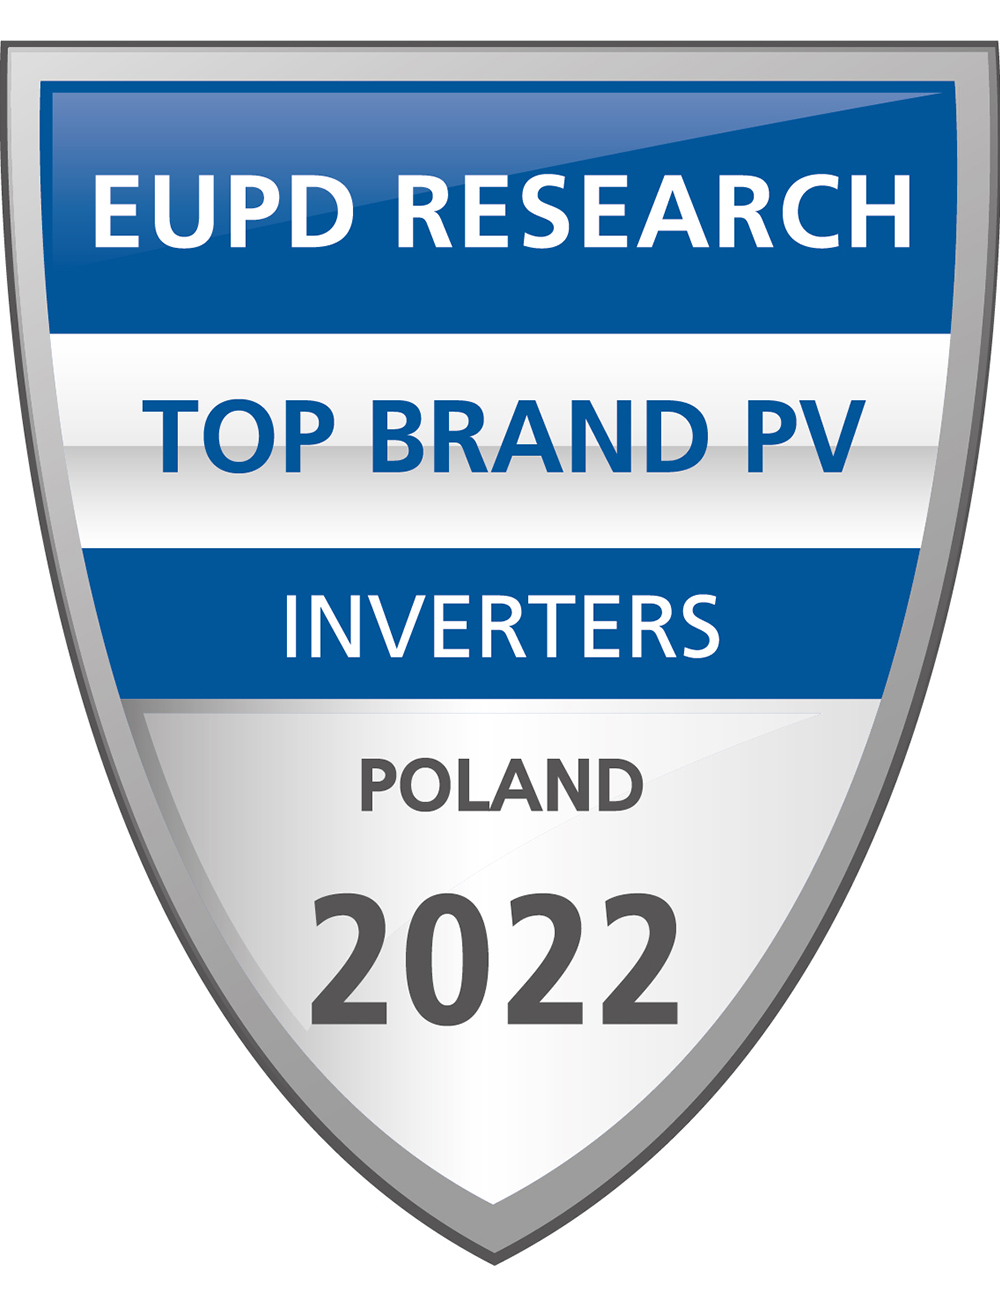 EUPD RESEARCH
TOP BRAND PV
INVERTERS
POLAND
2022